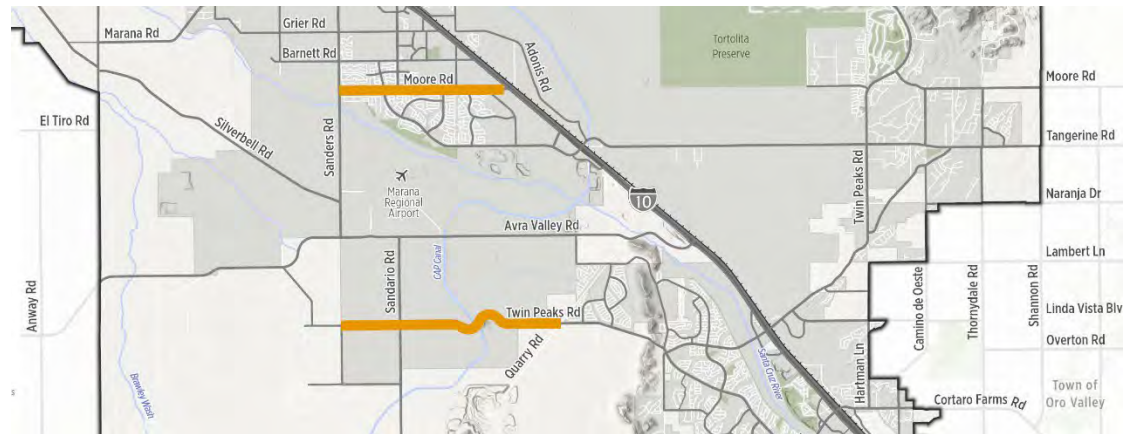 Grier Rd
Marana Rd
Barnett Rd
Adonis Rd
Tortolita
Preserve
Moore Rd
Moore Rd
El Tiro Rd
Silverbell Rd
Sanders Rd
Tangerine Rd
Marana
Regional
Airport
Twin Peaks Rd
Naranja Dr
10
Avra Valley Rd
CAP Canal
Lambert Ln
Anway Rd
Sandario Rd
Camino de Oeste
Thornydale Rd
Shannon Rd
Twin Peaks Rd
Linda Vista Blv
Quarry Rd
Overton Rd
Santa Cruz River
Hartman Ln
Brawley Wash
Town of
Oro Valley
Cortaro Farms Rd
s